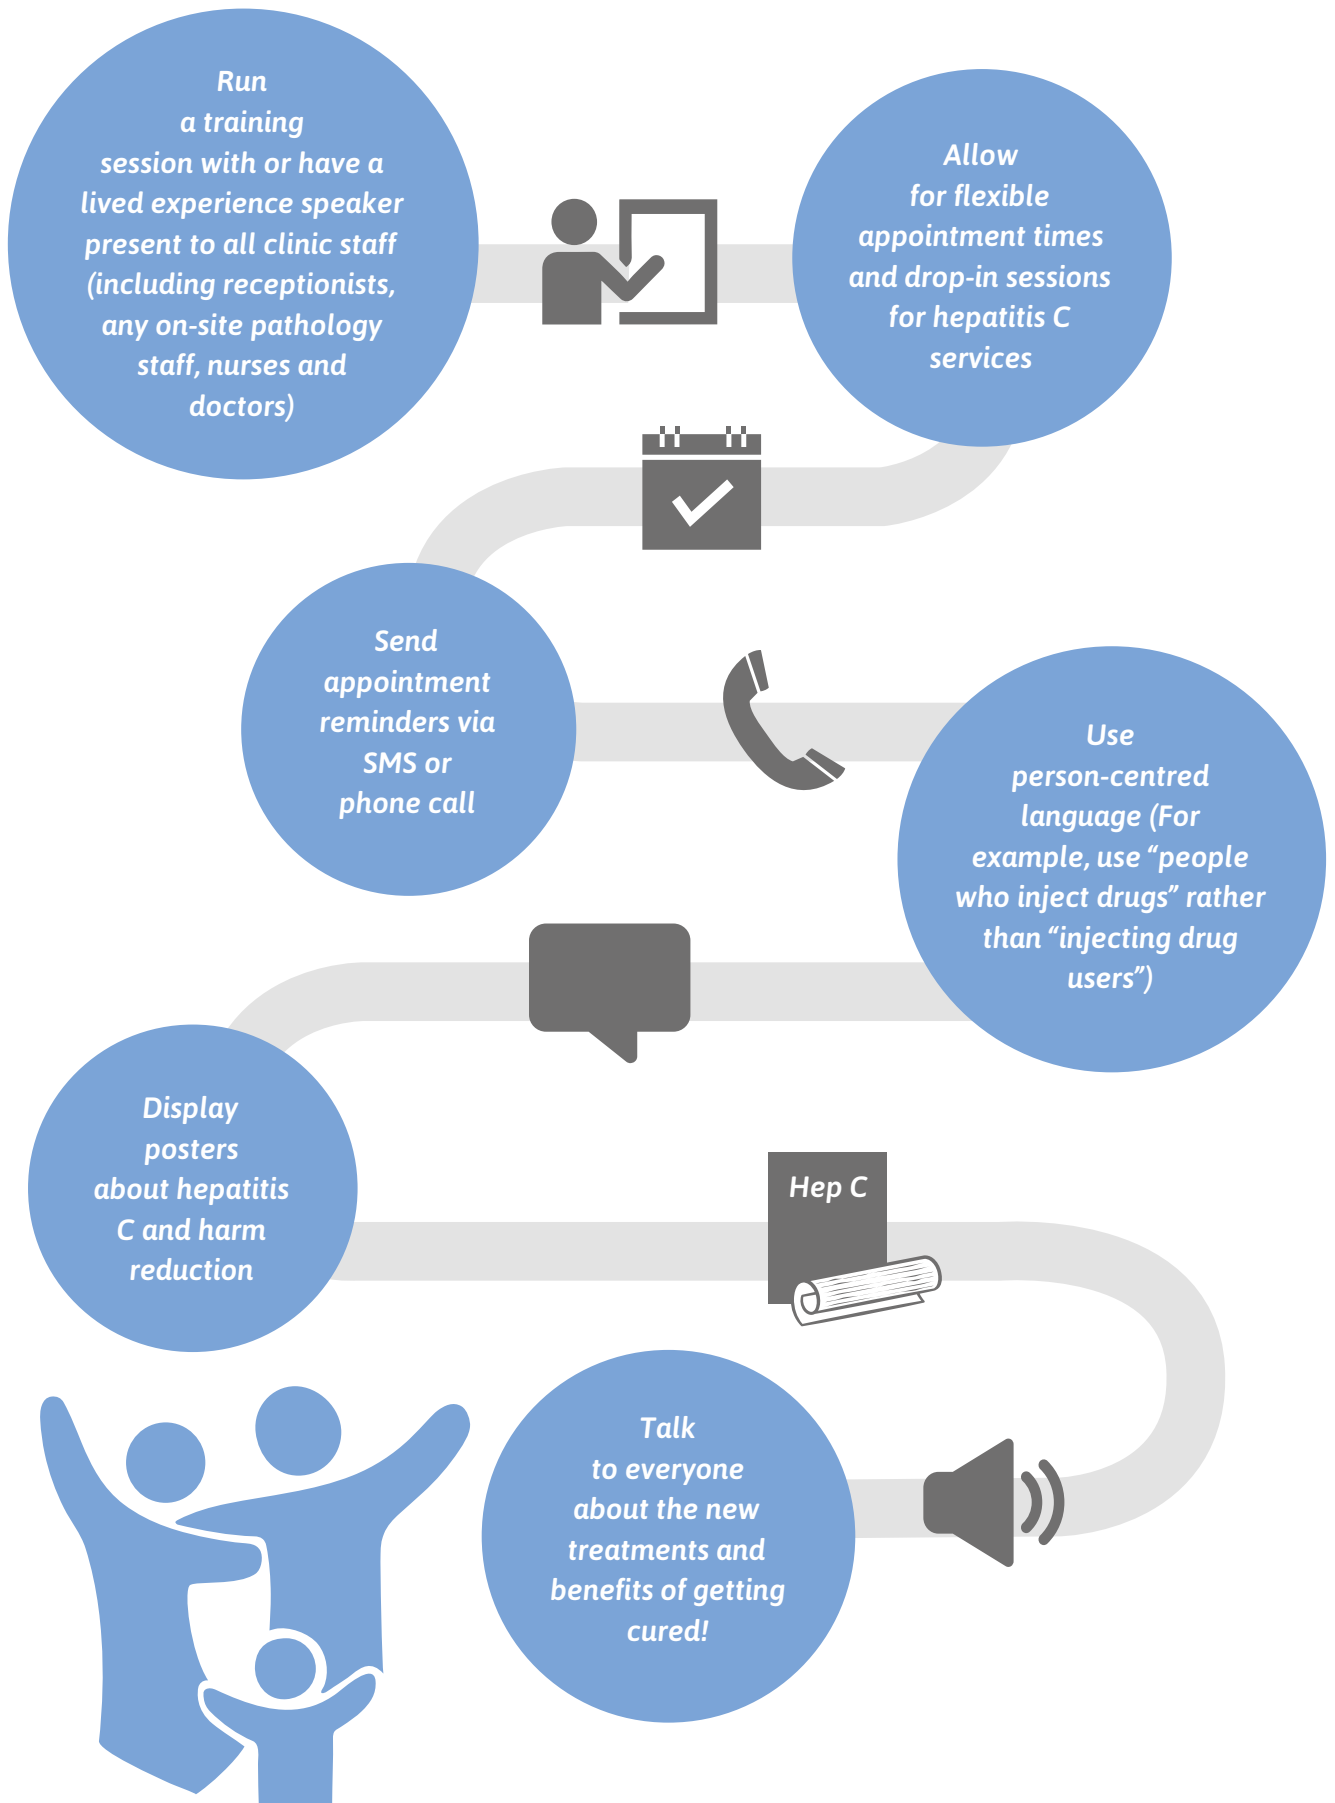 Run
a training
session with or have a
lived experience speaker
present to all clinic staff
(including receptionists,
any on-site pathology
staff, nurses and
doctors)
Allow
for flexible
appointment times
and drop-in sessions
for hepatitis C
services
Send
appointment
reminders via
SMS or
phone call
Use
person-centred
language (For
example, use “people
who inject drugs” rather
than “injecting drug
users”)
Display
posters
about hepatitis
C and harm
reduction
Hep C
Talk
to everyone
about the new
treatments and
benefits of getting
cured!